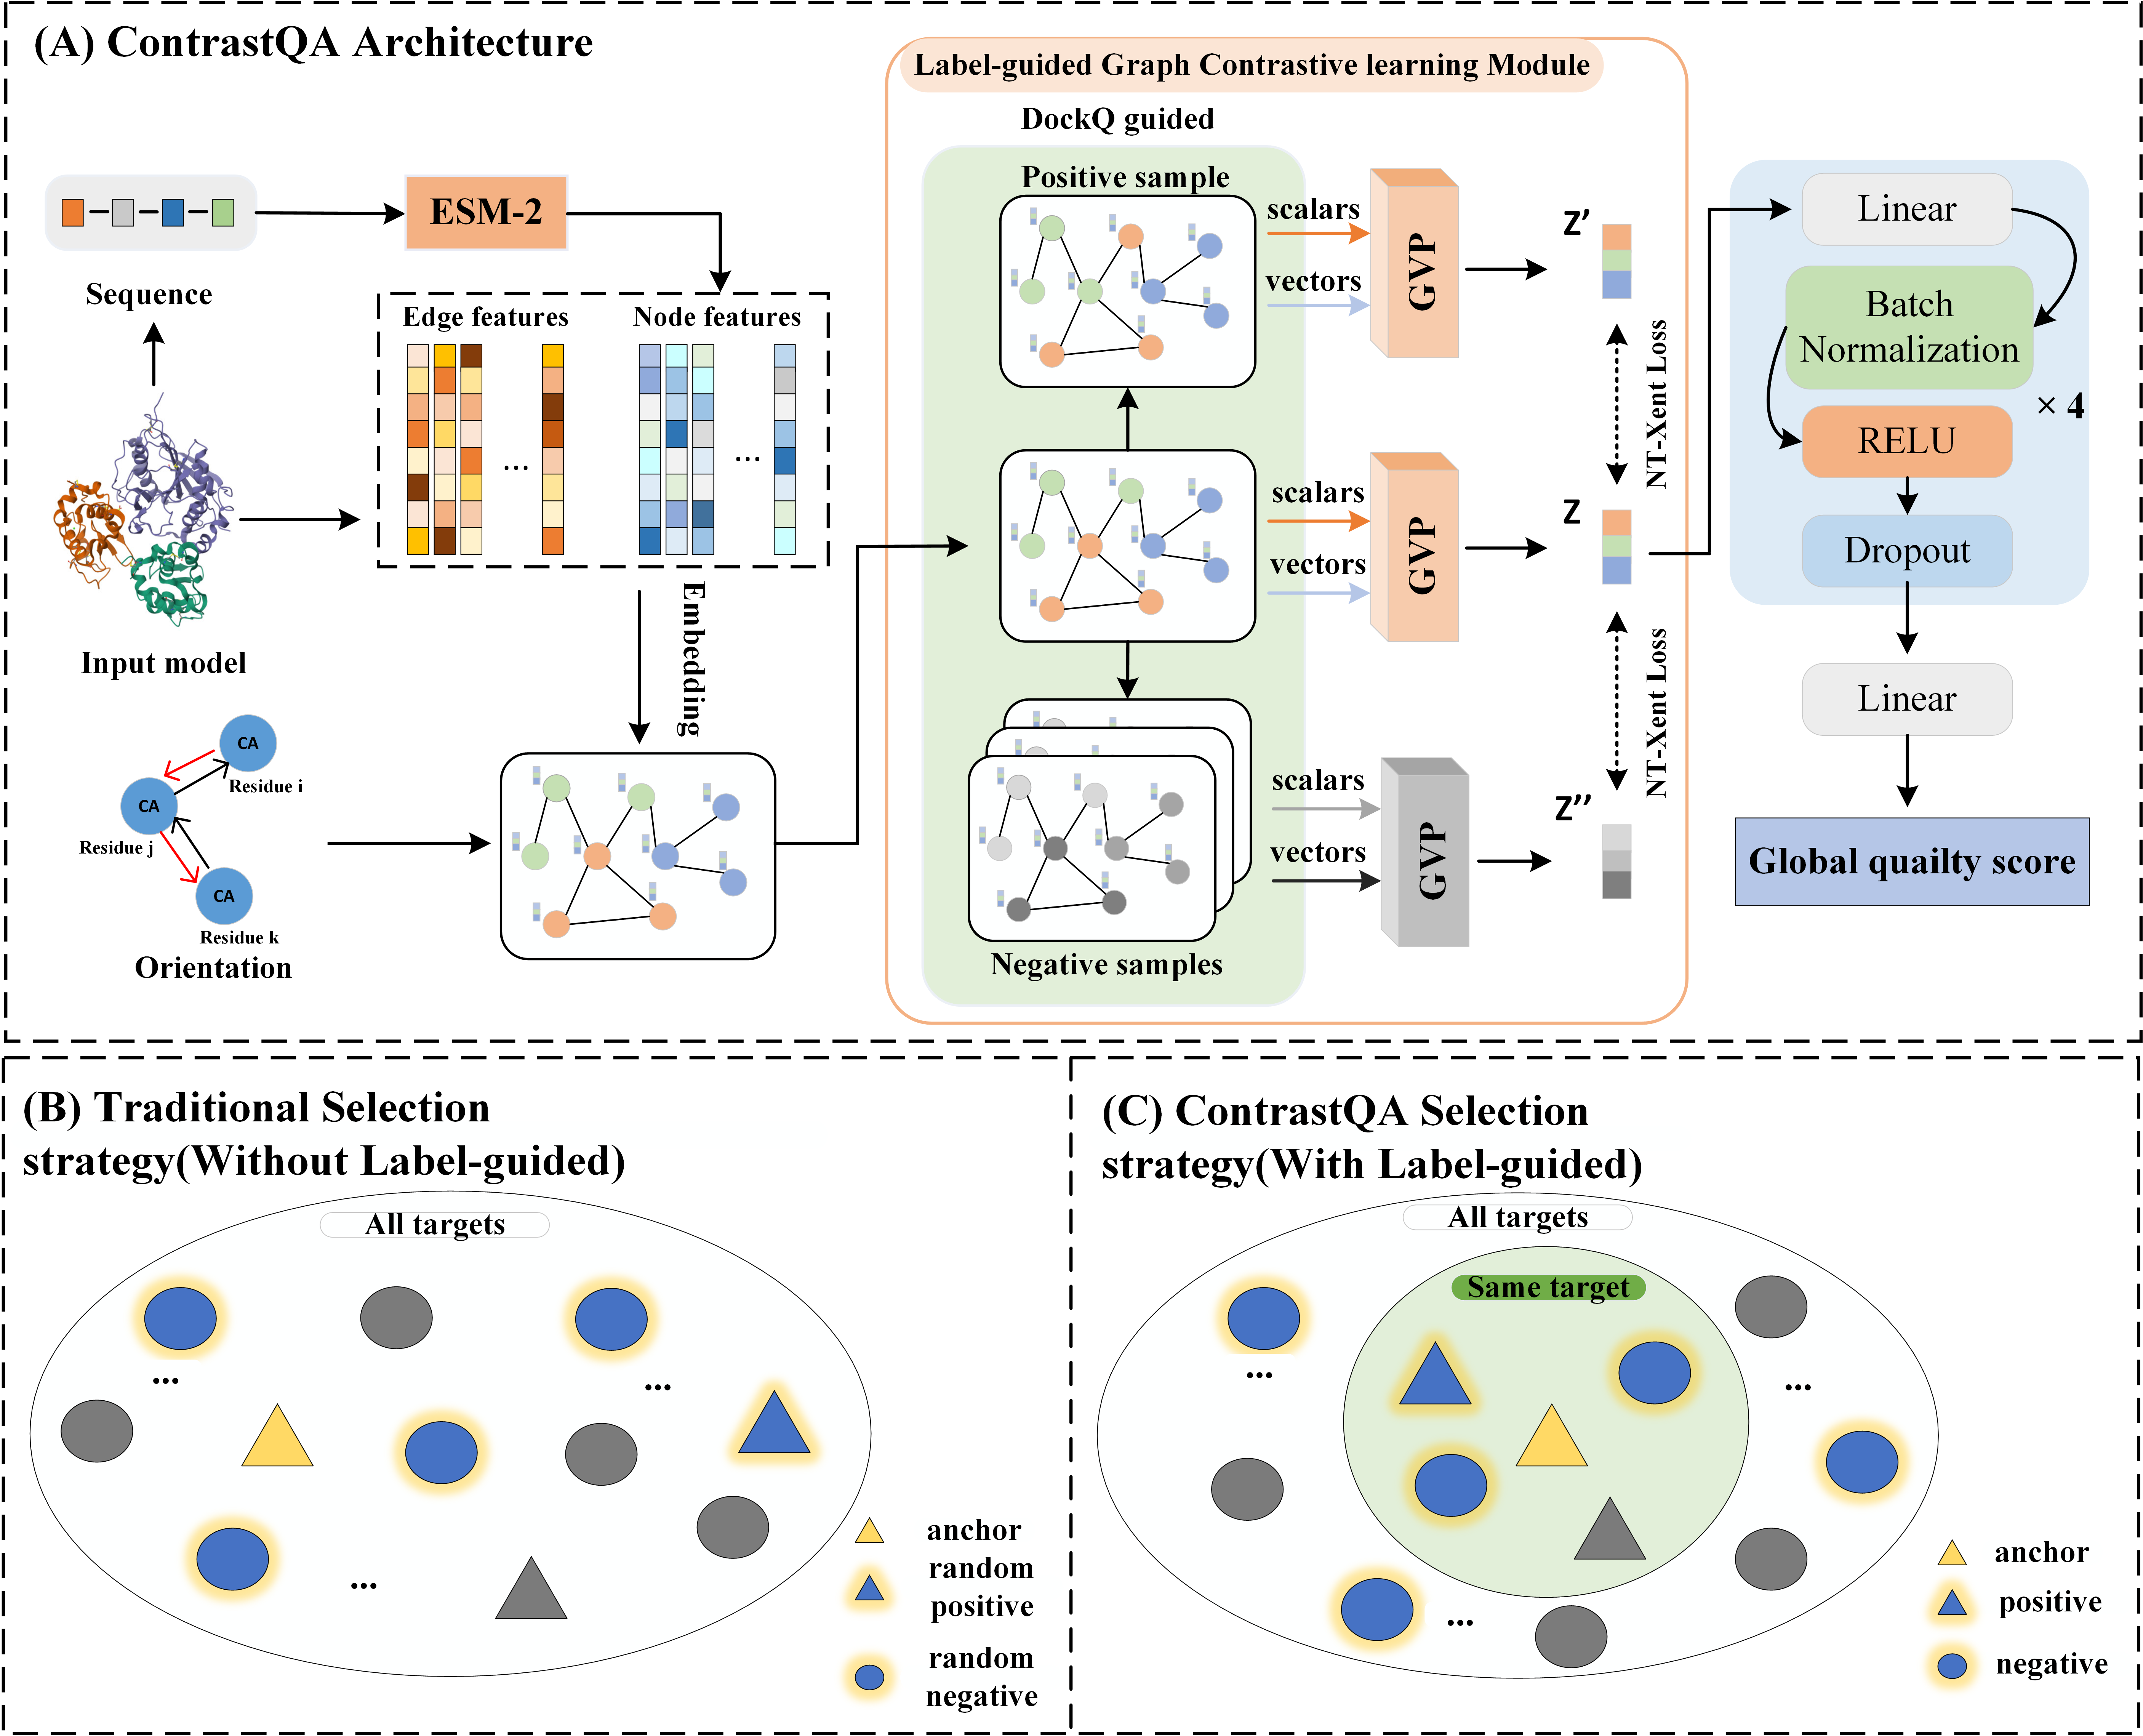 (A) ContrastQA Architecture
Label-guided Graph Contrastive learning Module
DockQ guided
Sequence
ESM-2
Edge features
Node features
...
...
Input model
Embedding
CA
Residue i
CA
Residue j
CA
Residue k
Orientation
Positive sample
scalars
vectors
GVP
Z’
NT-Xent Loss
scalars
vectors
GVP
Z
NT-Xent Loss
scalars
vectors
GVP
Z’’
Negative samples
Linear
Batch
Normalization
× 4
RELU
Dropout
Linear
Global quailty score
(B) Traditional Selection
strategy(Without Label-guided)
All targets
...
...
...
anchor
random
positive
random
negative
(C) ContrastQA Selection
strategy(With Label-guided)
All targets
Same target
...
...
...
anchor
positive
negative